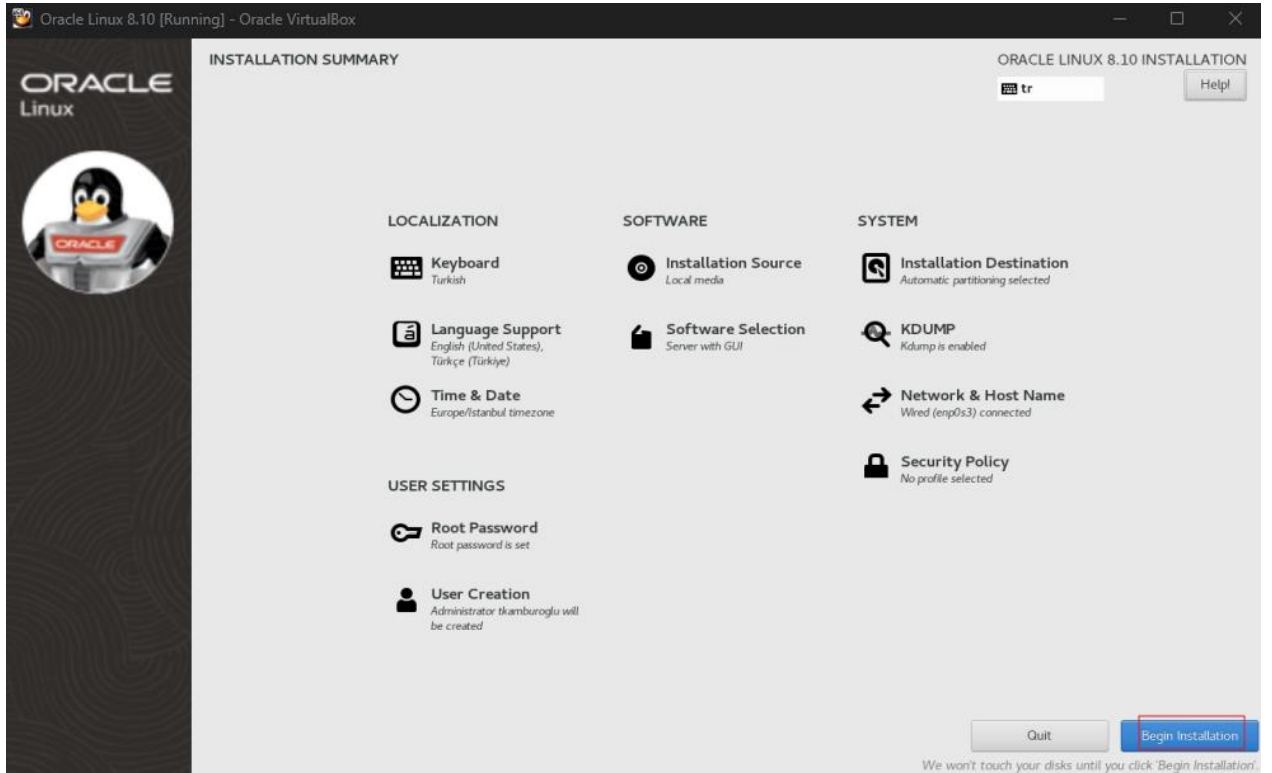 Oracle Linux 8.10 [Running] - Oracle VirtualBox
ORACLE
Linux
ORACLE
INSTALLATION SUMMARY
ORACLE LINUX 8.10 INSTALLATION
tr
Help!
LOCALIZATION
Keyboard
Turkish
Language Support
English (United States),
Türkçe (Türkiye)
Time & Date
Europe/Istanbul timezone
SOFTWARE
Installation Source
Local media
Software Selection
Server with GUI
SYSTEM
Installation Destination
Automatic partitioning selected
KDUMP
Kdump is enabled
Network & Host Name
Wired (enp0s3) connected
Security Policy
No profile selected
USER SETTINGS
Root Password
Root password is set
User Creation
Administrator tkamburoglu will
be created
Quit
Begin Installation
We won't touch your disks until you click 'Begin Installation'.